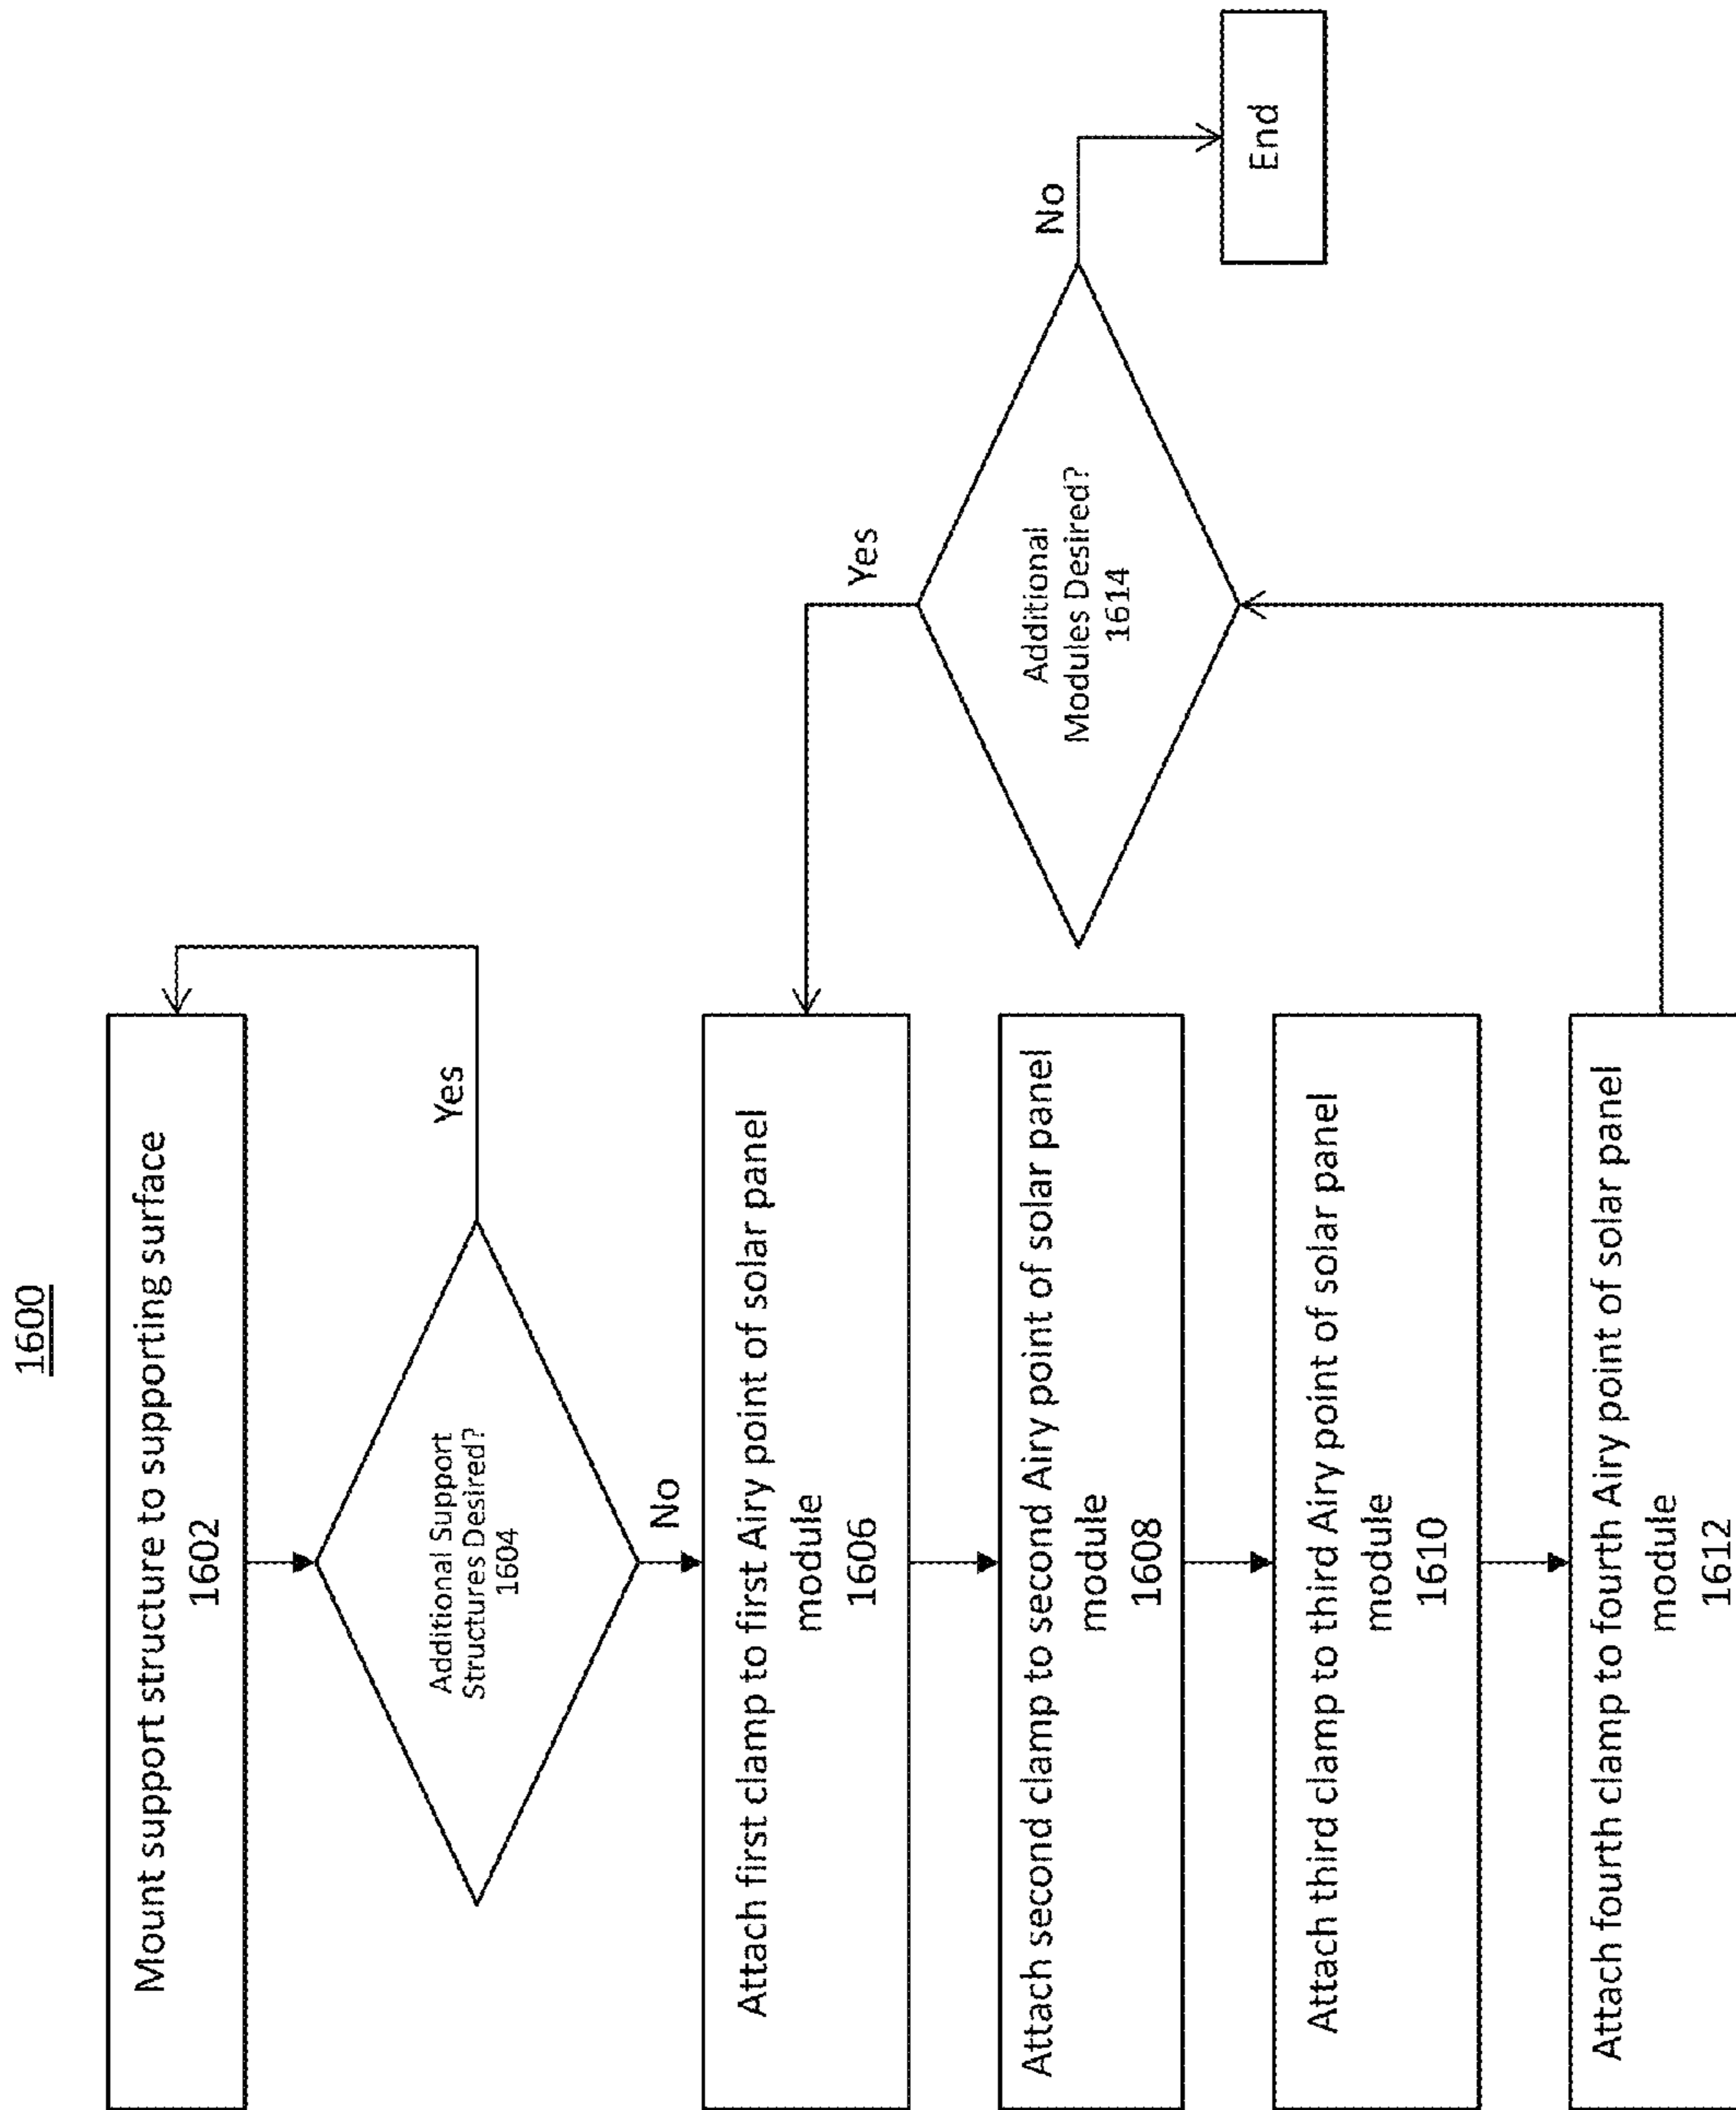 1600
Mount support structure to supporting surface
1602
Additional Support
Structures Desired?
1604
Yes
No
Attach first clamp to first Airy point of solar panel
module
1606
Attach second clamp to second Airy point of solar panel
module
1608
Attach third clamp to third Airy point of solar panel
module
1610
Attach fourth clamp to fourth Airy point of solar panel
module
1612
Additional
Modules Desired?
1614
Yes
No
End